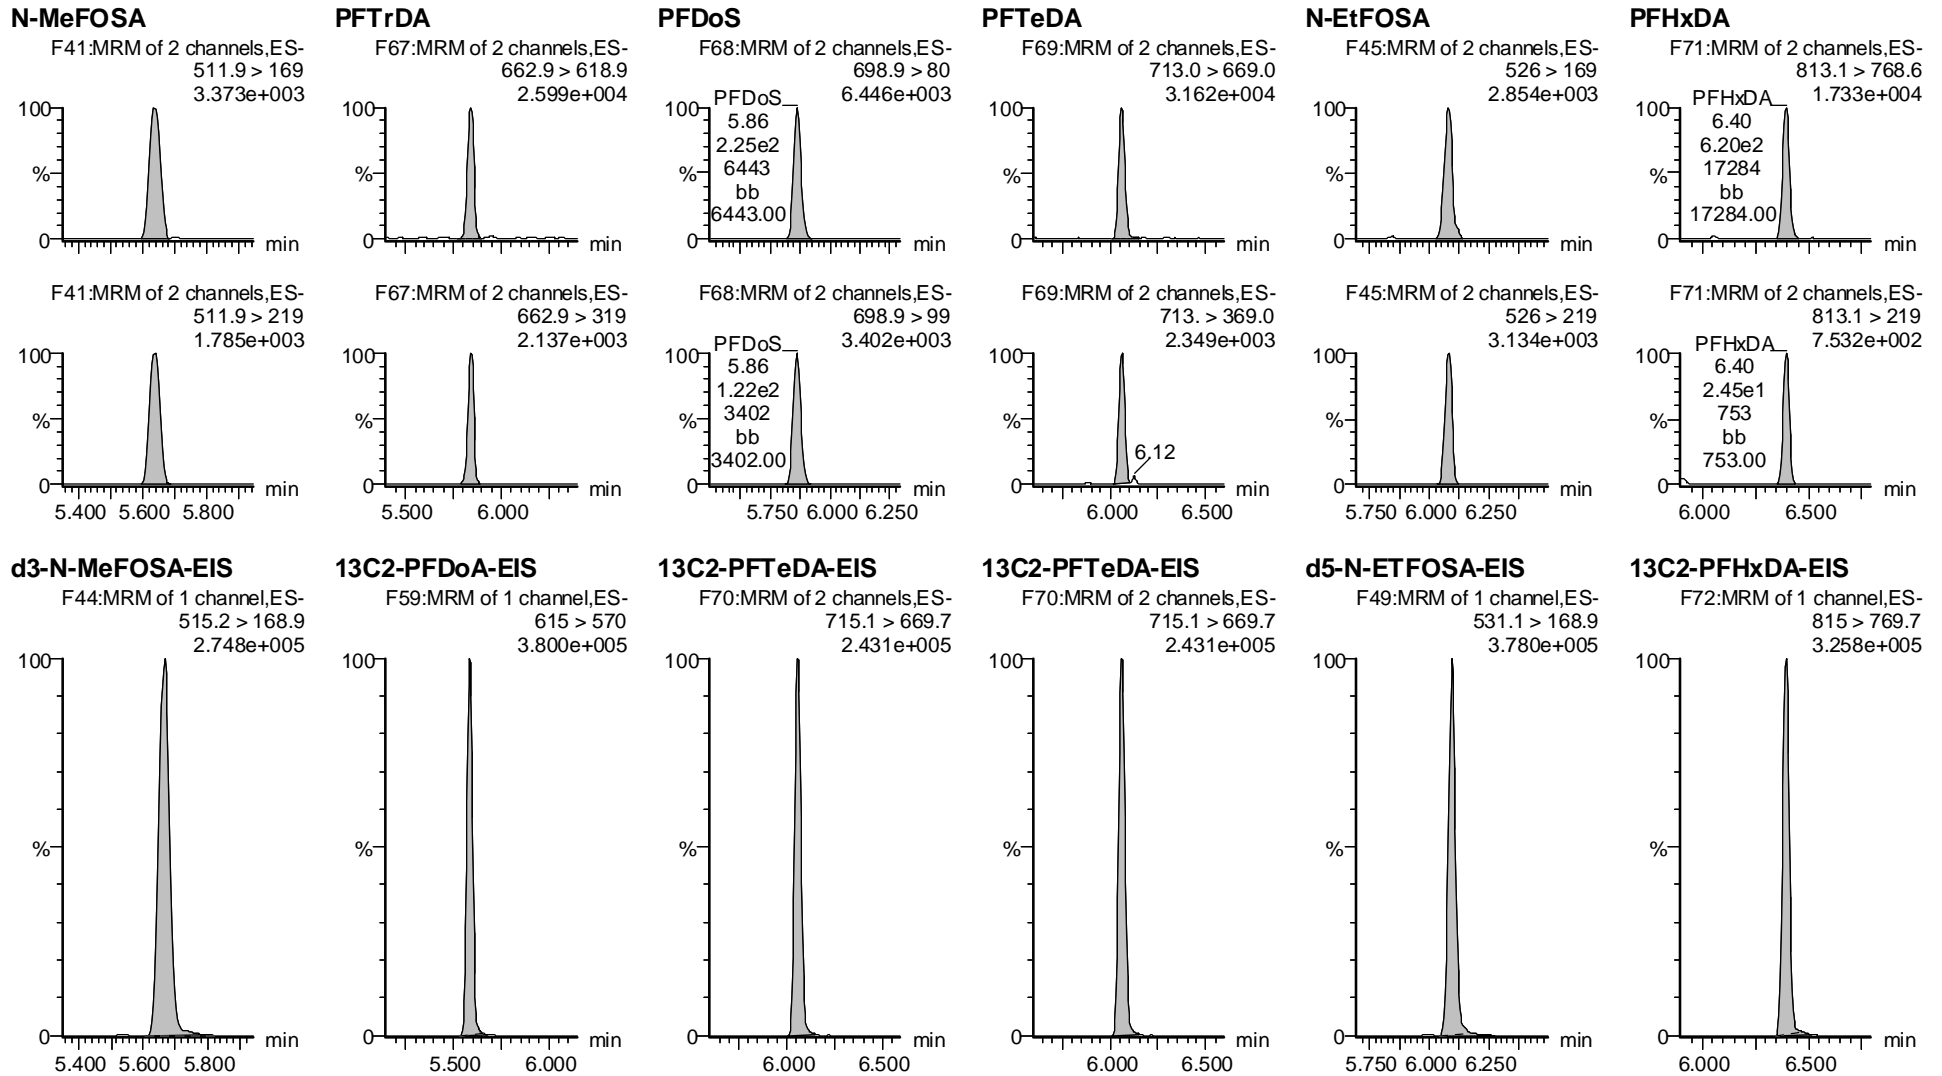 N-MeFOSA
F41:MRM of 2 channels,ES-
511.9 > 169
3.373e+003
100
%
0
min
PFTrDA
F67:MRM of 2 channels,ES-
662.9 > 618.9
2.599e+004
100
%
0
min
PFDoS
F68:MRM of 2 channels,ES-
698.9 > 80
6.446e+003
PFDoS
5.86
2.25e2
6443
bb
6443.00
100
%
0
min
PFTeDA
F69:MRM of 2 channels,ES-
713.0 > 669.0
3.162e+004
100
%
0
min
N-EtFOSA
F45:MRM of 2 channels,ES-
526 > 169
2.854e+003
100
%
0
min
PFHxDA
F71:MRM of 2 channels,ES-
813.1 > 768.6
1.733e+004
PFHxDA
6.40
6.20e2
17284
bb
17284.00
100
%
0
min
F41:MRM of 2 channels,ES-
511.9 > 219
1.785e+003
100
%
0
min
5.400 5.600 5.800
F67:MRM of 2 channels,ES-
662.9 > 319
2.137e+003
100
%
0
min
5.500 6.000
F68:MRM of 2 channels,ES-
698.9 > 99
3.402e+003
PFDoS
5.86
1.22e2
3402
bb
3402.00
100
%
0
min
5.750 6.000 6.250
F69:MRM of 2 channels,ES-
713. > 369.0
2.349e+003
100
%
6.12
0
min
6.000 6.500
F45:MRM of 2 channels,ES-
526 > 219
3.134e+003
100
%
0
min
5.750 6.000 6.250
F71:MRM of 2 channels,ES-
813.1 > 219
7.532e+002
PFHxDA
6.40
2.45e1
753
bb
753.00
100
%
0
min
6.000 6.500
d3-N-MeFOSA-EIS
F44:MRM of 1 channel,ES-
515.2 > 168.9
2.748e+005
100
%
0
min
5.400 5.600 5.800
13C2-PFDoA-EIS
F59:MRM of 1 channel,ES-
615 > 570
3.800e+005
100
%
0
min
5.500 6.000
13C2-PFTeDA-EIS
F70:MRM of 2 channels,ES-
715.1 > 669.7
2.431e+005
100
%
0
min
6.000 6.500
13C2-PFTeDA-EIS
F70:MRM of 2 channels,ES-
715.1 > 669.7
2.431e+005
100
%
0
min
6.000 6.500
d5-N-ETFOSA-EIS
F49:MRM of 1 channel,ES-
531.1 > 168.9
3.780e+005
100
%
0
min
5.750 6.000 6.250
13C2-PFHxDA-EIS
F72:MRM of 1 channel,ES-
815 > 769.7
3.258e+005
100
%
0
min
6.000 6.500